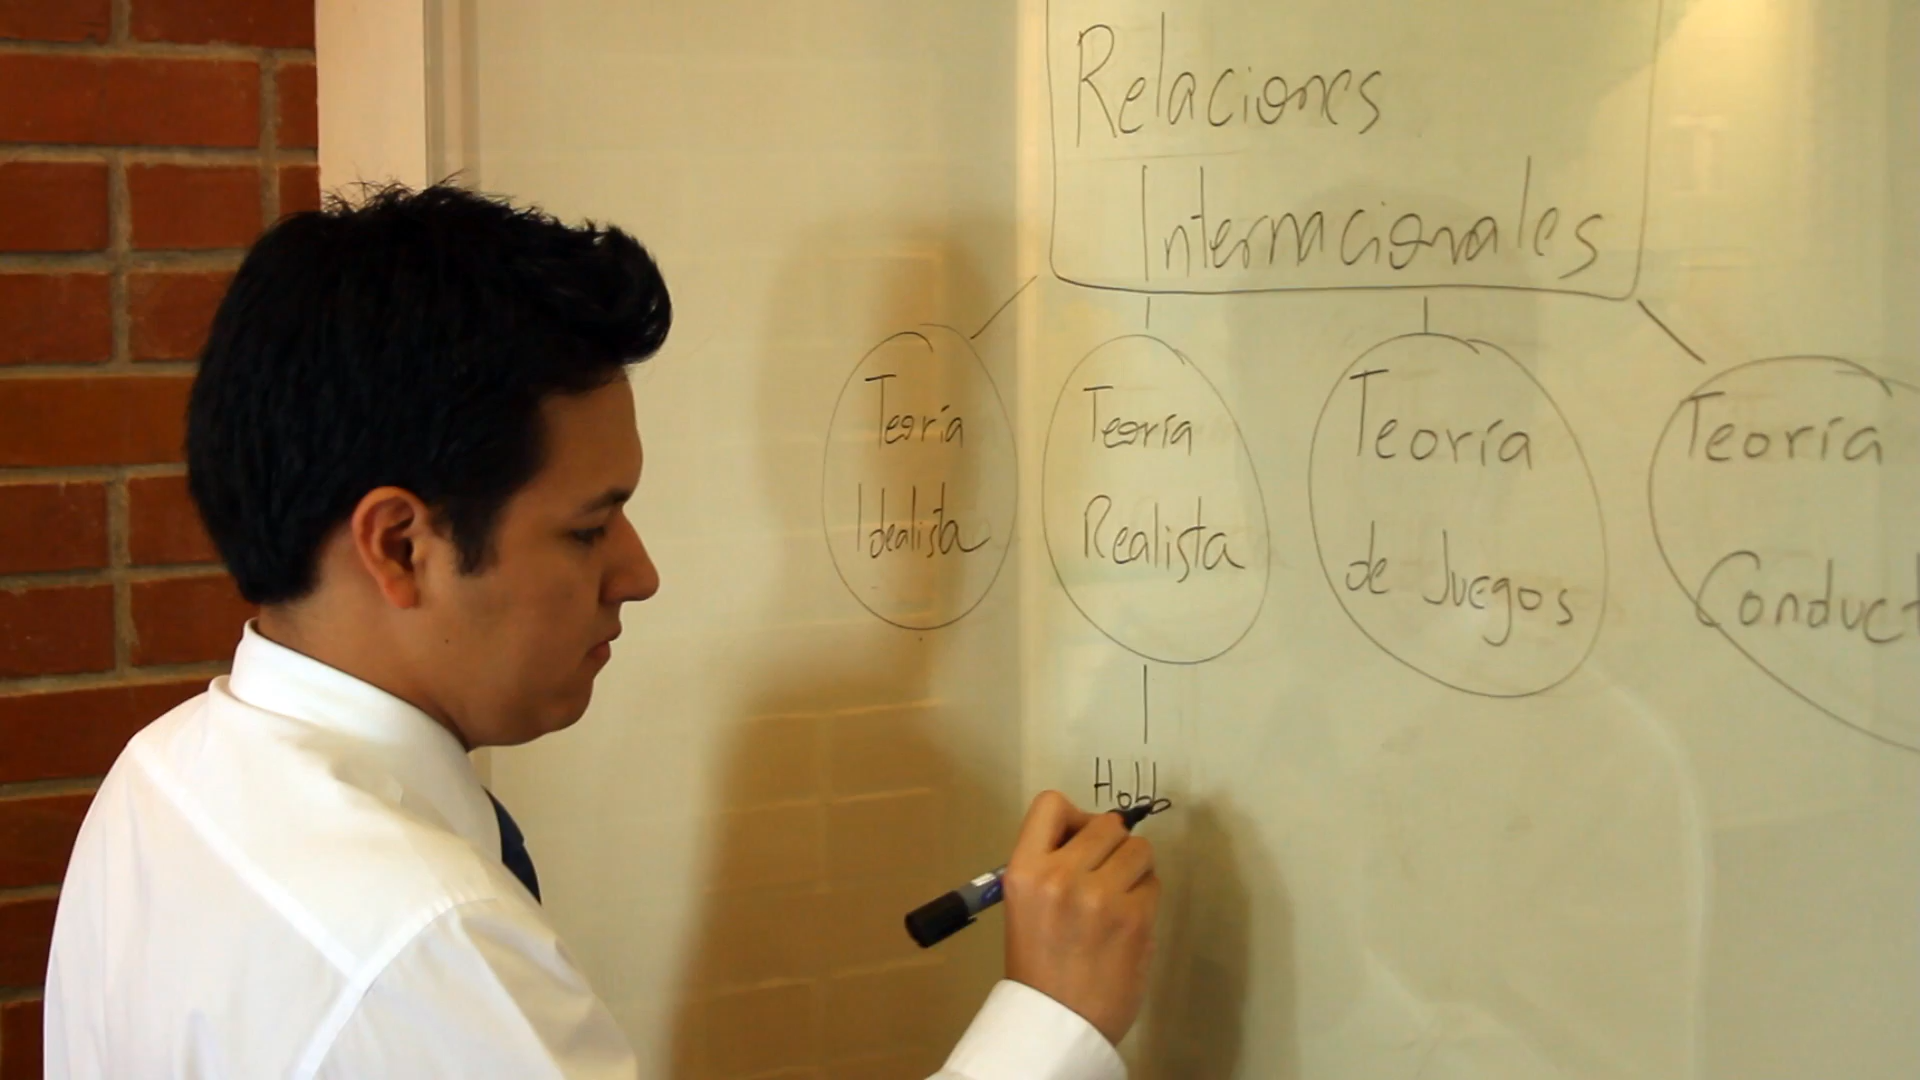 Relaciones
Internacionales
Teoría
Idealista
Teoría
Realista
Teoría
de Juegos
Teoría
Conduct
Hobb